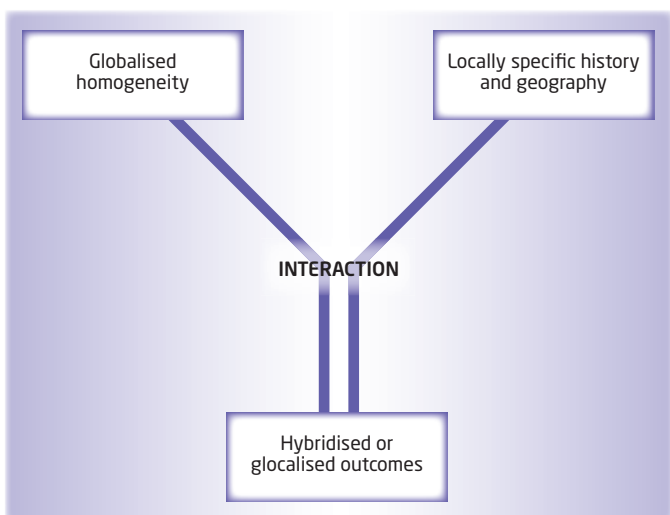 Globalised
homogeneity
Locally specific history
and geography
INTERACTION
Hybridised or
glocalised outcomes